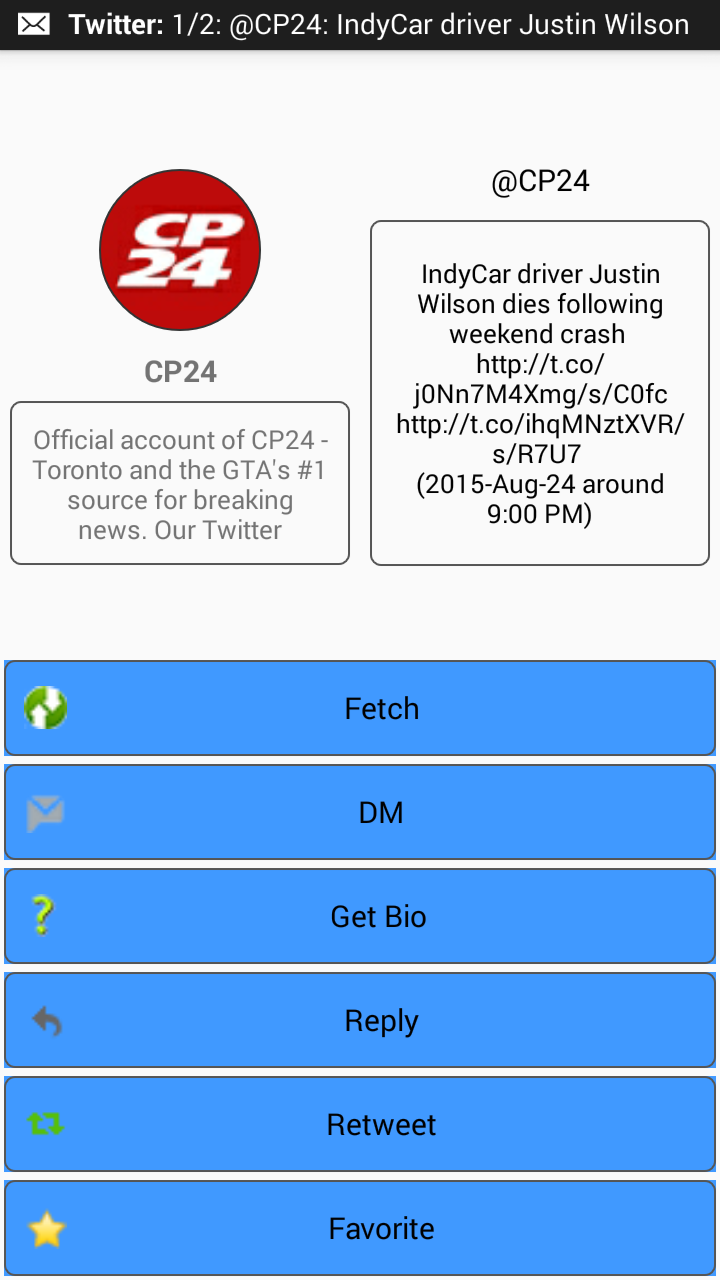 Twitter: 1/2: @CP24: IndyCar driver Justin Wilson
CP
24
CP24
Official account of CP24 -
Toronto and the GTA's #1
source for breaking
news. Our Twitter
@CP24
IndyCar driver Justin
Wilson dies following
weekend crash
http://t.co/
j0Nn7M4Xmg/s/C0fc
http://t.co/ihqMNztXVR/
s/R7U7
(2015-Aug-24 around
9:00 PM)
Fetch
DM
Get Bio
Reply
Retweet
Favorite